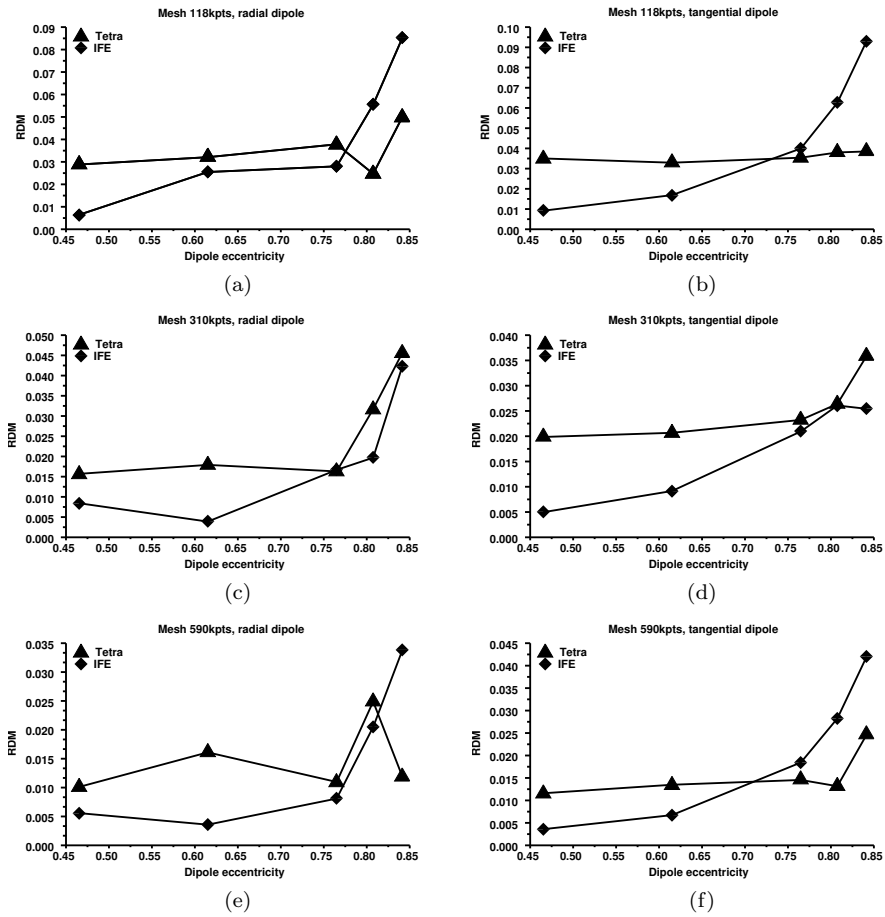 Mesh 118kpts, radial dipole
Tetra
IFE
RDM
0.09
0.08
0.07
0.06
0.05
0.04
0.03
0.02
0.01
0.00
0.45 0.50 0.55 0.60 0.65 0.70 0.75 0.80 0.85
Dipole eccentricity
(a)
Mesh 118kpts, tangential dipole
Tetra
IFE
RDM
0.10
0.09
0.08
0.07
0.06
0.05
0.04
0.03
0.02
0.01
0.00
0.45 0.50 0.55 0.60 0.65 0.70 0.75 0.80 0.85
Dipole eccentricity
(b)
Mesh 310kpts, radial dipole
Tetra
IFE
RDM
0.050
0.045
0.040
0.035
0.030
0.025
0.020
0.015
0.010
0.005
0.000
0.45 0.50 0.55 0.60 0.65 0.70 0.75 0.80 0.85
Dipole eccentricity
(c)
Mesh 310kpts, tangential dipole
Tetra
IFE
RDM
0.040
0.035
0.030
0.025
0.020
0.015
0.010
0.005
0.000
0.45 0.50 0.55 0.60 0.65 0.70 0.75 0.80 0.85
Dipole eccentricity
(d)
Mesh 590kpts, radial dipole
Tetra
IFE
RDM
0.035
0.030
0.025
0.020
0.015
0.010
0.005
0.000
0.45 0.50 0.55 0.60 0.65 0.70 0.75 0.80 0.85
Dipole eccentricity
(e)
Mesh 590kpts, tangential dipole
Tetra
IFE
RDM
0.045
0.040
0.035
0.030
0.025
0.020
0.015
0.010
0.005
0.000
0.45 0.50 0.55 0.60 0.65 0.70 0.75 0.80 0.85
Dipole eccentricity
(f)